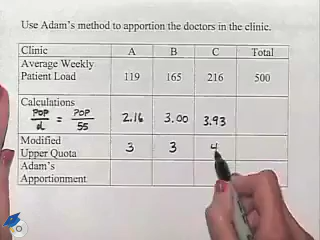 Use Adam's method to apportion the doctors in the clinic.
Clinic A B C Total
Average Weekly
Patient Load 119 165 216 500
Calculations
POP/d = POP/55 2.16 3.00 3.93
Modified
Upper Quota 3 3 4
Adam's
Apportionment